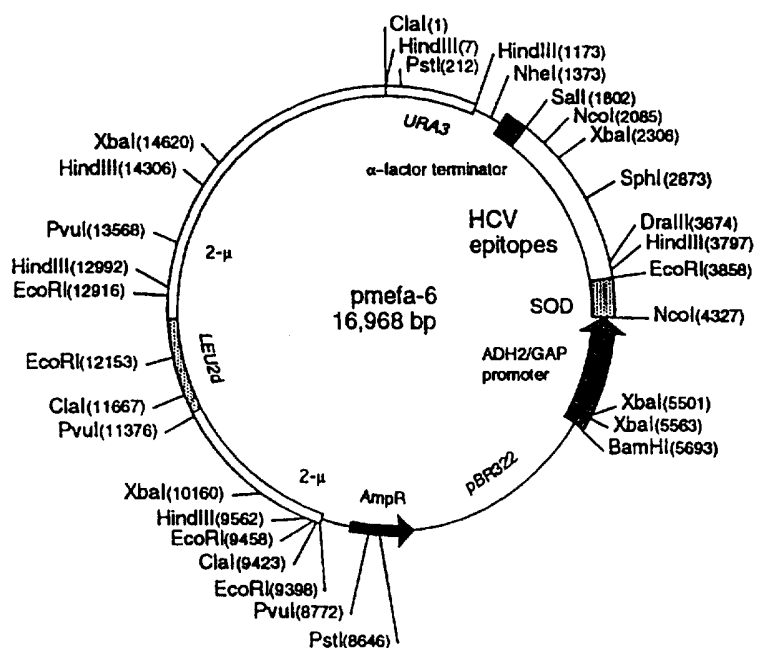 ClaI(1)
HindIII(7)
PstI(212)
HindIII(1173)
NheI(1373)
SalI(1802)
NcoI(2085)
XbaI(2306)
SphI(2873)
DraIII(3674)
HindIII(3797)
EcoRI(3858)
NcoI(4327)
XbaI(5501)
XbaI(5563)
BamHI(5693)
PstI(8646)
PvuI(8772)
EcoRI(9398)
ClaI(9423)
EcoRI(9458)
HindIII(9562)
XbaI(10160)
PvuI(11376)
ClaI(11667)
EcoRI(12153)
EcoRI(12916)
HindIII(12992)
PvuI(13568)
HindIII(14306)
XbaI(14620)
URA3
α-factor terminator
HCV
epitopes
SOD
ADH2/GAP
promoter
pBR322
AmpR
2-μ
LEU2d
2-μ
pmefa-6
16,968 bp